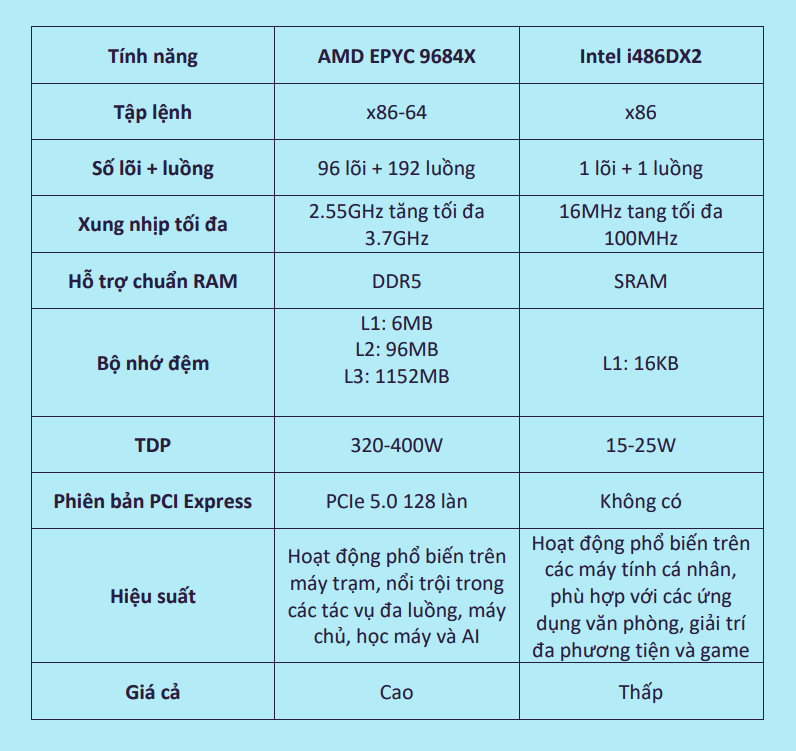 Tính năng
AMD EPYC 9684X
Intel i486DX2
Tập lệnh
x86-64
x86
Số lõi + luồng
96 lõi + 192 luồng
1 lõi + 1 luồng
Xung nhịp tối đa
2.55GHz tăng tối đa
3.7GHz
16MHz tang tối đa
100MHz
Hỗ trợ chuẩn RAM
DDR5
SRAM
Bộ nhớ đệm
L1: 6MB
L2: 96MB
L3: 1152MB
L1: 16KB
TDP
320-400W
15-25W
Phiên bản PCI Express
PCIe 5.0 128 làn
Không có
Hiệu suất
Hoạt động phổ biến trên
máy trạm, nổi trội trong
các tác vụ đa luồng, máy
chủ, học máy và AI
Hoạt động phổ biến trên
các máy tính cá nhân,
phù hợp với các ứng
dụng văn phòng, giải trí
đa phương tiện và game
Giá cả
Cao
Thấp